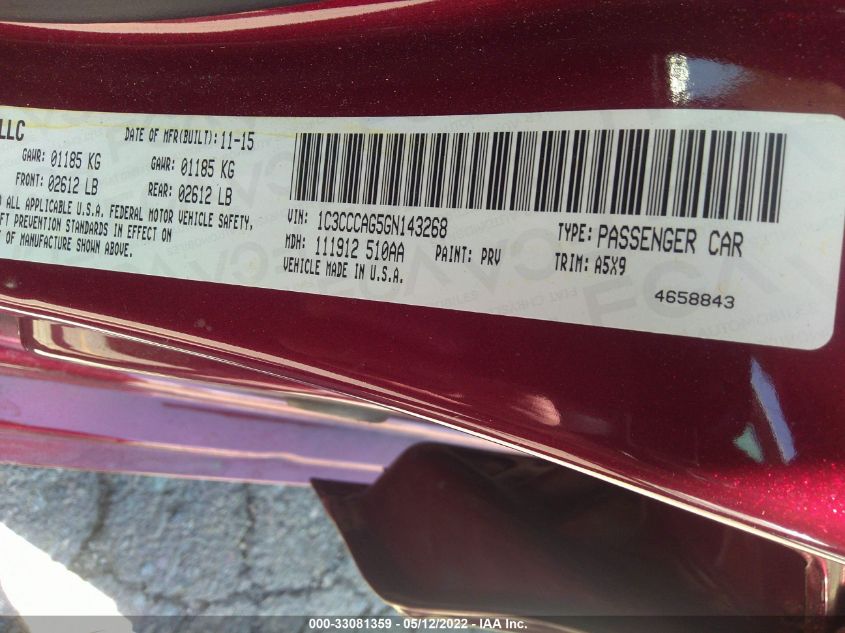 LLC
DATE OF MFR(BUILT): 11-15
GAWR: 01185 KG GAWR: 01185 KG
FRONT: 02612 LB REAR: 02612 LB
ALL APPLICABLE U.S.A. FEDERAL MOTOR VEHICLE SAFETY,
PREVENTION STANDARDS IN EFFECT ON
OF MANUFACTURE SHOWN ABOVE.
VIN: 1C3CCCAG5GN143268
MDH: 111912 510AA PAINT: PRV
VEHICLE MADE IN U.S.A.
TYPE: PASSENGER CAR
TRIM: A5X9
4658843
000-33081359 - 05/12/2022 - IAA Inc.